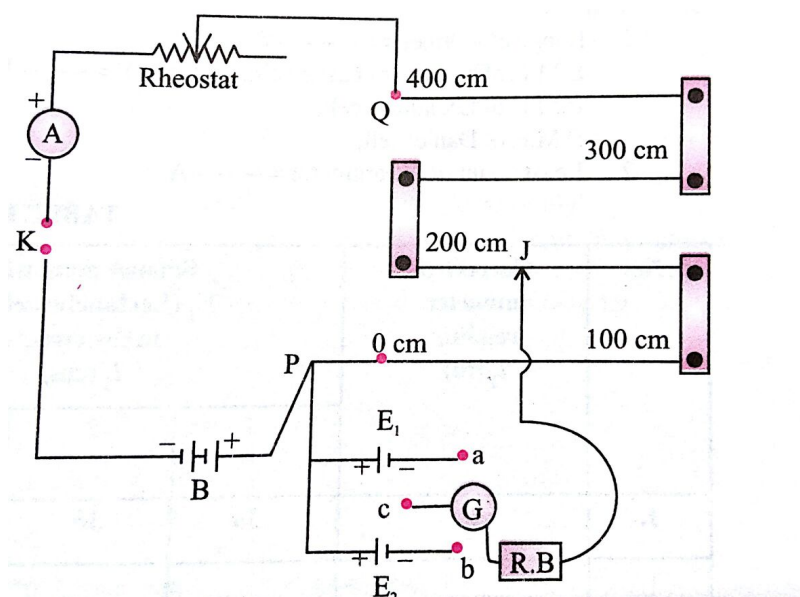 Rheostat
400 cm
Q
+
A
−
300 cm
K
200 cm
J
0 cm
100 cm
P
E₁
− +
+ −
a
B
c
G
+ −
b
R.B
E₂